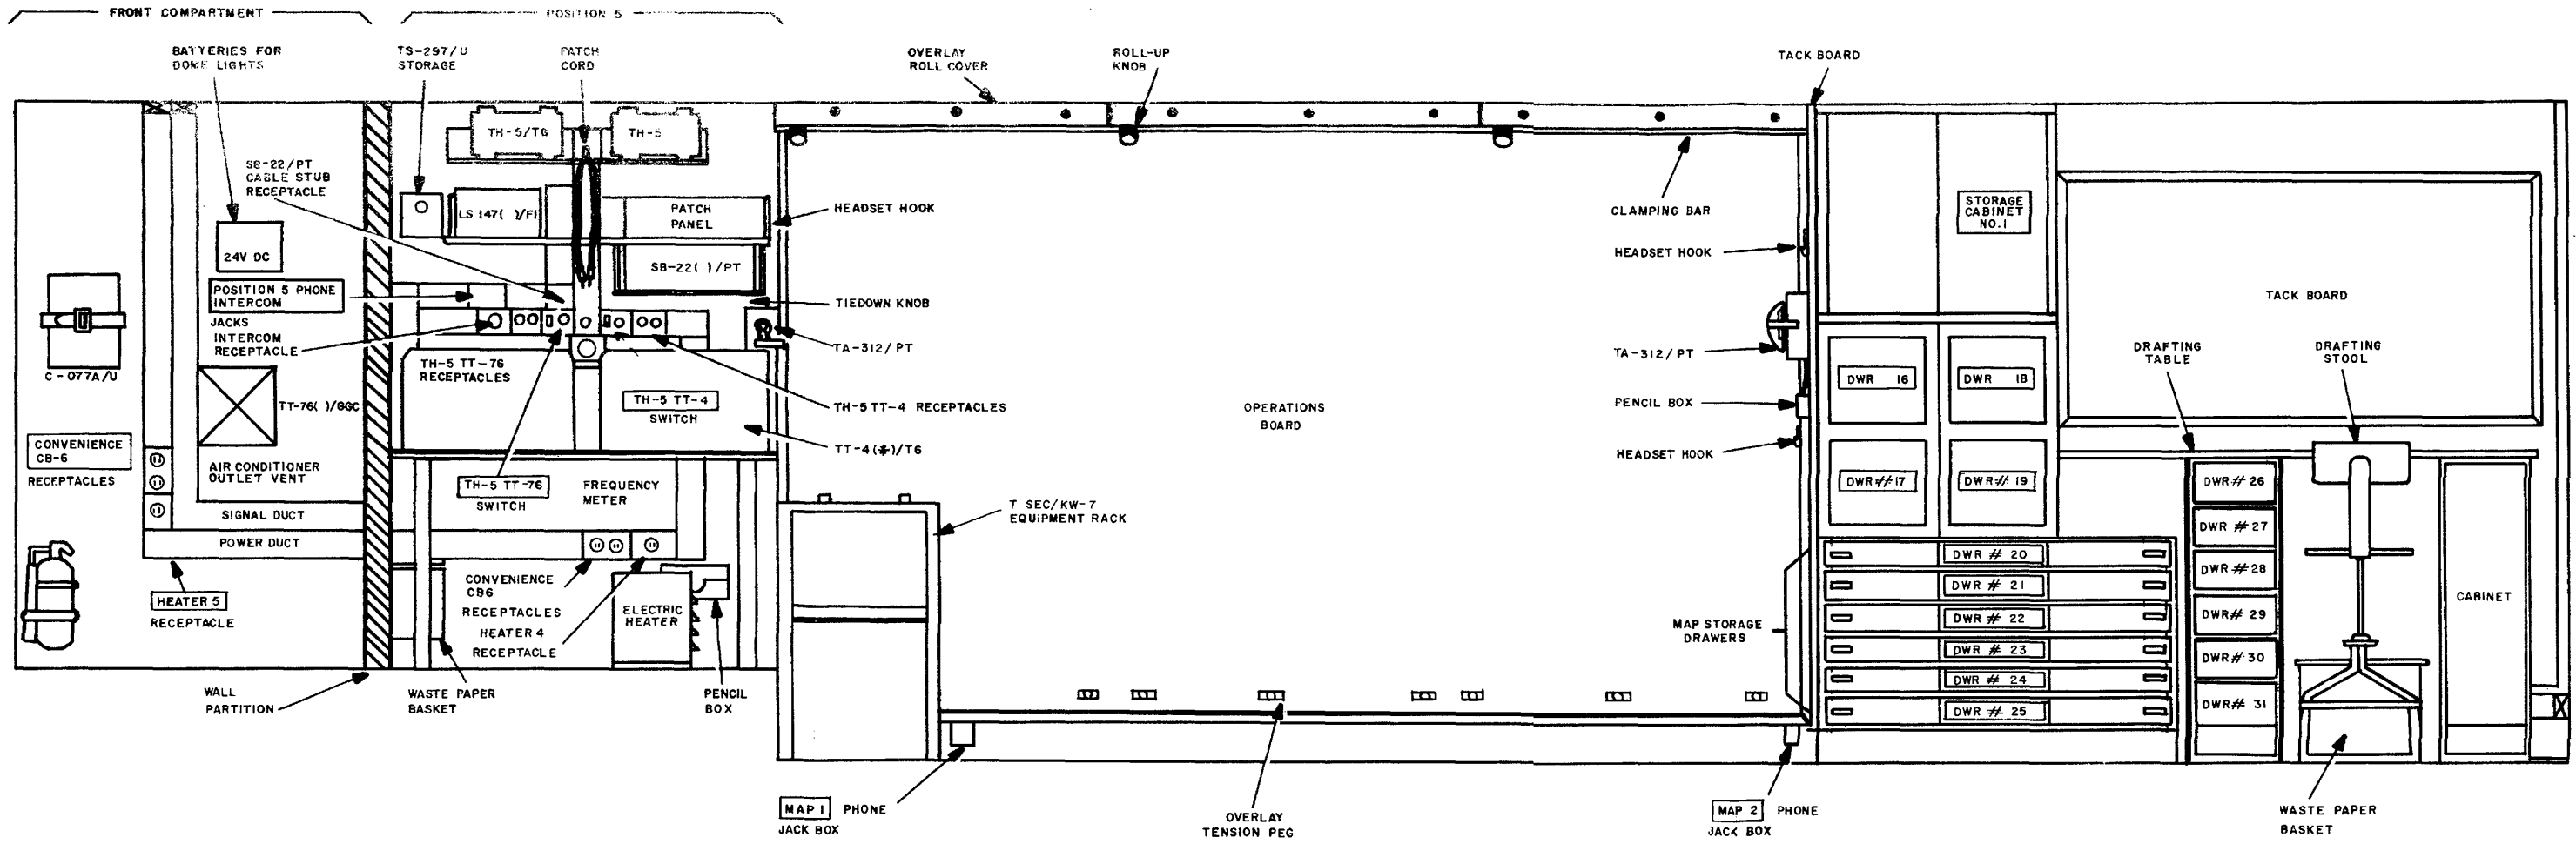 FRONT COMPARTMENT
POSITION 5
BATTERIES FOR
DOME LIGHTS
TS-297/U
STORAGE
PATCH
CORD
OVERLAY
ROLL COVER
ROLL-UP
KNOB
TACK BOARD
TH-5/TG
TH-5
SB-22/PT
CABLE STUB
RECEPTACLE
LS 147( )/FI
PATCH
PANEL
HEADSET HOOK
CLAMPING BAR
STORAGE
CABINET
NO.1
24V DC
SB-22( )/PT
HEADSET HOOK
POSITION 5 PHONE
INTERCOM
JACKS
TIEDOWN KNOB
TACK BOARD
INTERCOM
RECEPTACLE
TA-312/PT
TA-312/PT
DRAFTING
TABLE
DRAFTING
STOOL
C-077A/U
TH-5 TT-76
RECEPTACLES
DWR 16
DWR 18
TH-5 TT-4
SWITCH
TT-76( )/GGC
TH-5 TT-4 RECEPTACLES
OPERATIONS
BOARD
PENCIL BOX
CONVENIENCE
CB-6
RECEPTACLES
TT-4(*)/TG
HEADSET HOOK
AIR CONDITIONER
OUTLET VENT
TH-5 TT-76
SWITCH
FREQUENCY
METER
DWR# 17
DWR# 19
DWR# 26
SIGNAL DUCT
T SEC/KW-7
EQUIPMENT RACK
DWR # 27
POWER DUCT
DWR # 20
DWR# 28
CONVENIENCE
CB6
RECEPTACLES
DWR # 21
HEATER 5
RECEPTACLE
ELECTRIC
HEATER
DWR # 22
DWR# 29
CABINET
HEATER 4
RECEPTACLE
MAP STORAGE
DRAWERS
DWR # 23
DWR# 30
DWR # 24
WALL
PARTITION
WASTE PAPER
BASKET
PENCIL
BOX
DWR # 25
DWR# 31
MAP 1 PHONE
JACK BOX
OVERLAY
TENSION PEG
MAP 2 PHONE
JACK BOX
WASTE PAPER
BASKET